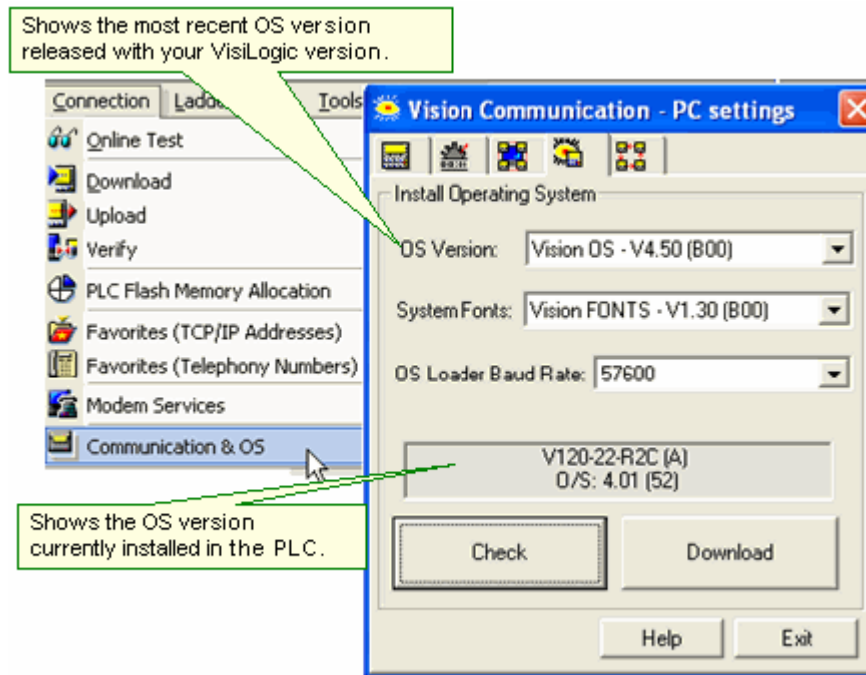 Shows the most recent OS version
released with your VisiLogic version.
Connection
Tools
Online Test
Download
Upload
Verify
PLC Flash Memory Allocation
Favorites (TCP/IP Addresses)
Favorites (Telephony Numbers)
Modem Services
Communication & OS
Shows the OS version
currently installed in the PLC.
Vision Communication - PC settings
Install Operating System
OS Version: Vision OS - V4.50 (B00)
System Fonts: Vision FONTS - V1.30 (B00)
OS Loader Baud Rate: 57600
V120-22-R2C (A)
O/S: 4.01 (52)
Check Download
Help Exit